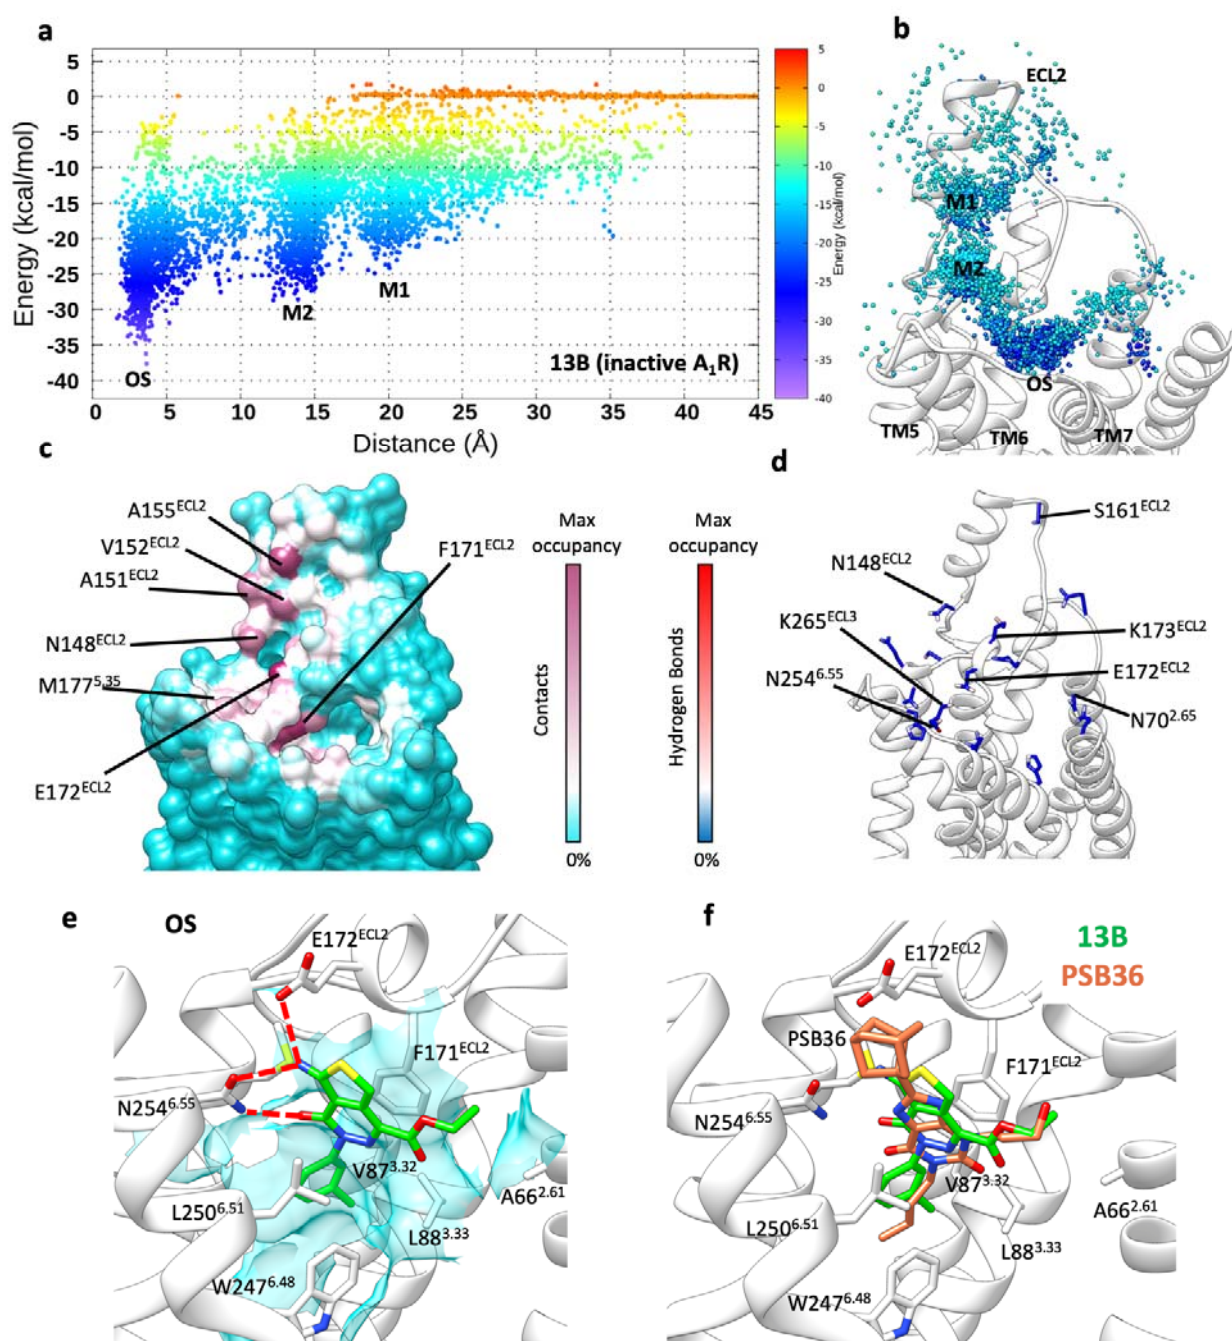 a
5
0
-5
-10
-15
-20
-25
-30
-35
-40
Energy (kcal/mol)
0 5 10 15 20 25 30 35 40 45
Distance (Å)
OS
M2
M1
13B (inactive A₁R)
5
0
-5
-10
-15
-20
-25
-30
-35
-40
Energy (kcal/mol)
b
ECL2
M1
M2
OS
TM5
TM6
TM7
c
A155ᴱᶜᴸ²
V152ᴱᶜᴸ²
A151ᴱᶜᴸ²
N148ᴱᶜᴸ²
M177⁵·³⁵
E172ᴱᶜᴸ²
F171ᴱᶜᴸ²
Max
occupancy
Contacts
0%
Max
occupancy
Hydrogen Bonds
0%
d
S161ᴱᶜᴸ²
N148ᴱᶜᴸ²
K265ᴱᶜᴸ³
N254⁶·⁵⁵
K173ᴱᶜᴸ²
E172ᴱᶜᴸ²
N70²·⁶⁵
e
OS
E172ᴱᶜᴸ²
F171ᴱᶜᴸ²
N254⁶·⁵⁵
V87³·³²
A66²·⁶¹
L250⁶·⁵¹
L88³·³³
W247⁶·⁴⁸
f
13B
PSB36
E172ᴱᶜᴸ²
PSB36
F171ᴱᶜᴸ²
N254⁶·⁵⁵
V87³·³²
A66²·⁶¹
L250⁶·⁵¹
L88³·³³
W247⁶·⁴⁸